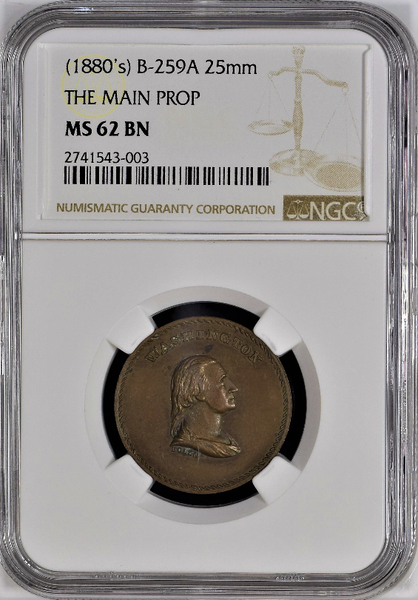 (1880's) B-259A 25mm
THE MAIN PROP
MS 62 BN
2741543-003
NUMISMATIC GUARANTY CORPORATION NGC
WASHINGTON